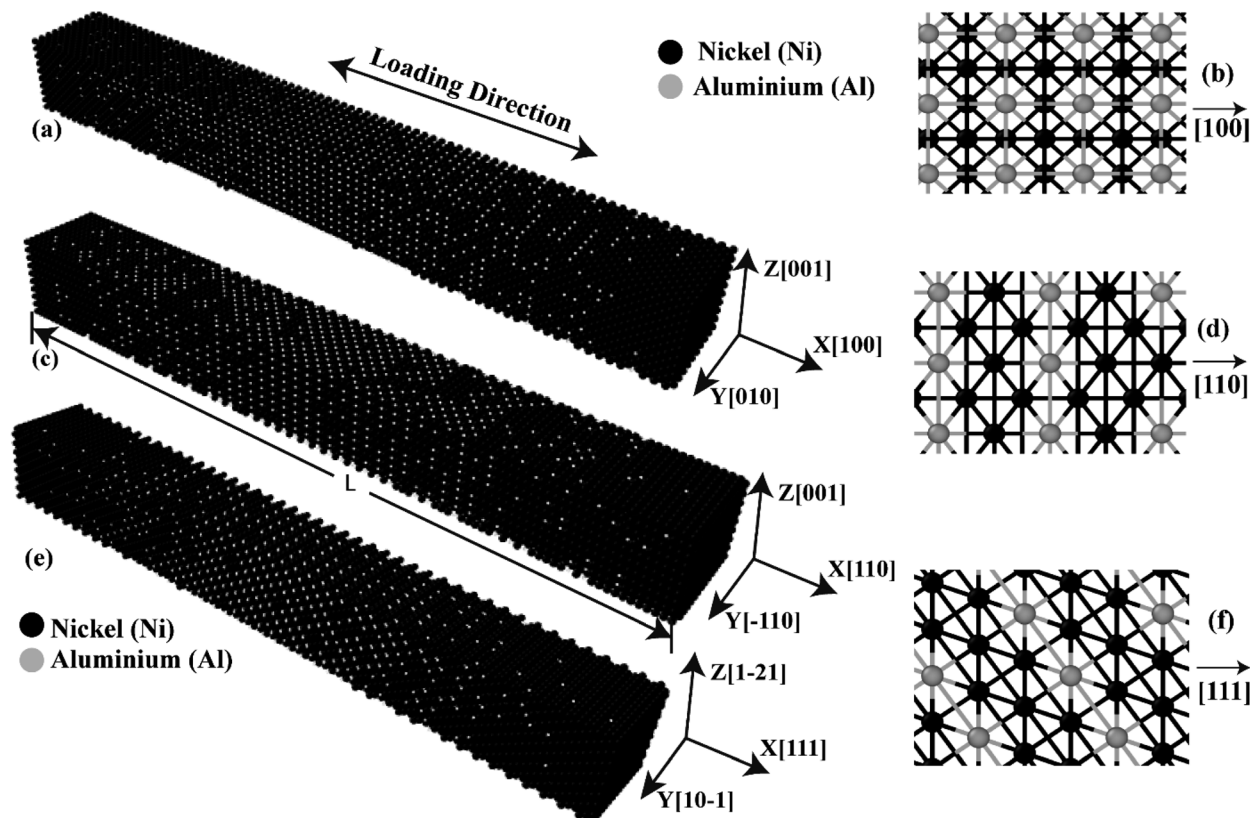 Loading Direction
Nickel (Ni)
Aluminium (Al)
(a)
(b)
[100]
Z[001]
X[100]
Y[010]
(c)
L
(d)
[110]
Z[001]
X[110]
Y[-110]
(e)
Nickel (Ni)
Aluminium (Al)
Z[1-21]
X[111]
Y[10-1]
(f)
[111]